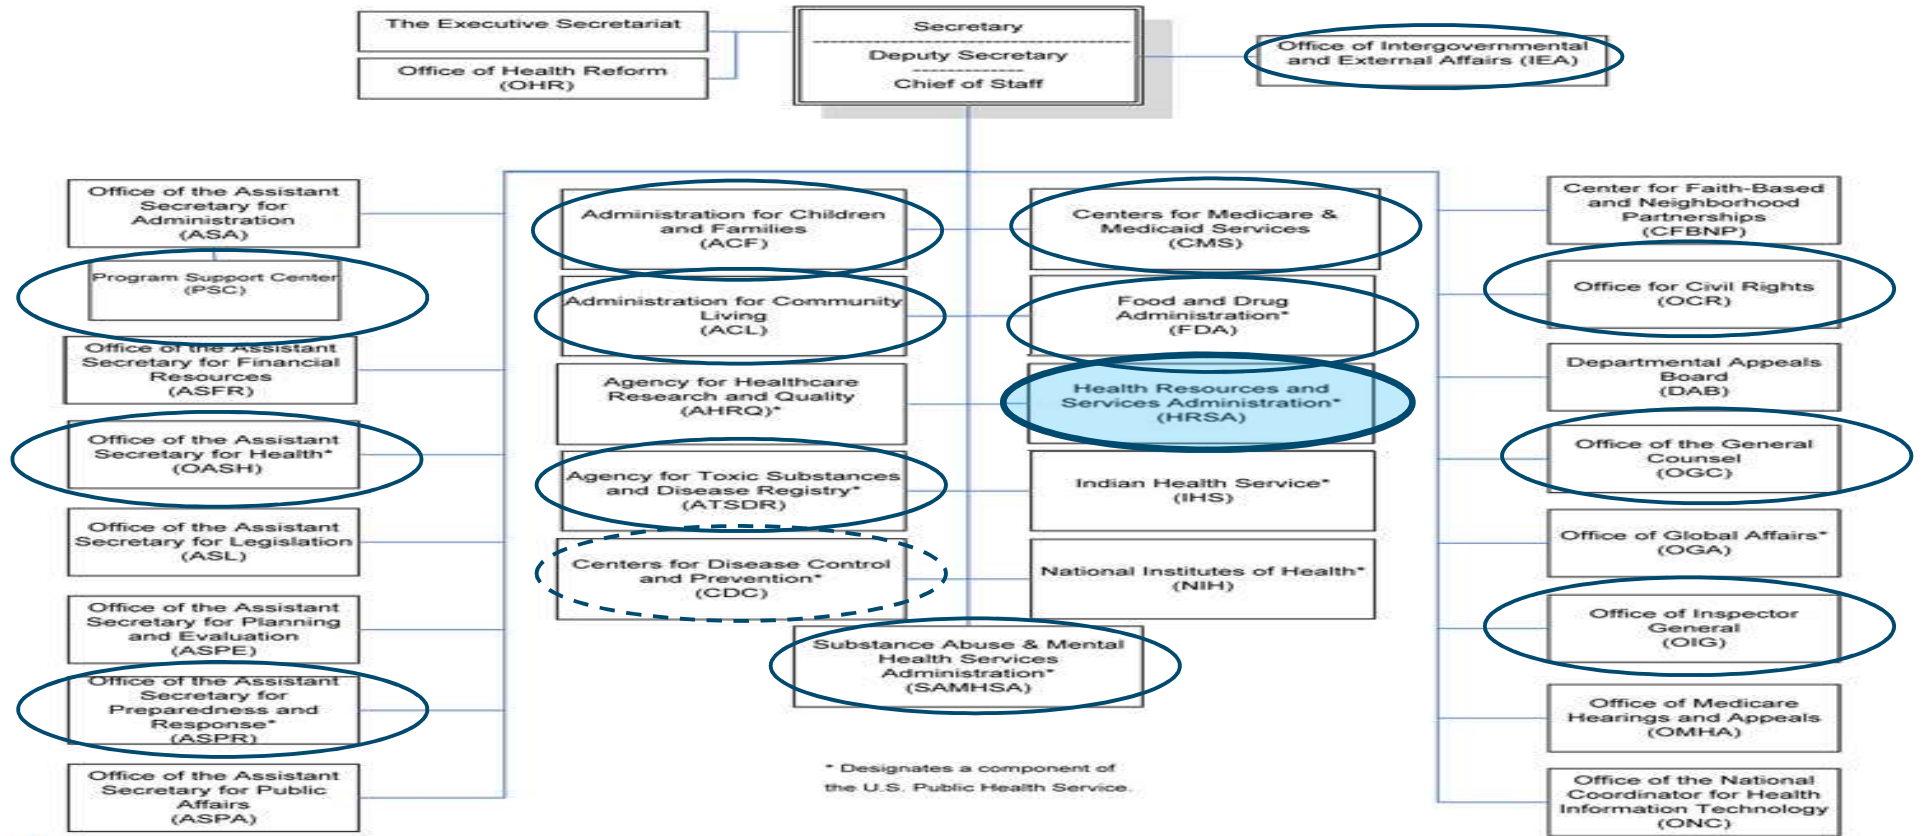 The Executive Secretariat
Office of Health Reform
(OHR)
Secretary
Deputy Secretary
Chief of Staff
Office of Intergovernmental
and External Affairs (IEA)
Office of the Assistant
Secretary for
Administration
(ASA)
Program Support Center
(PSC)
Office of the Assistant
Secretary for Financial
Resources
(ASFR)
Office of the Assistant
Secretary for Health*
(OASH)
Office of the Assistant
Secretary for Legislation
(ASL)
Office of the Assistant
Secretary for Planning
and Evaluation
(ASPE)
Office of the Assistant
Secretary for
Preparedness and
Response*
(ASPR)
Office of the Assistant
Secretary for Public
Affairs
(ASPA)
Administration for Children
and Families
(ACF)
Administration for Community
Living
(ACL)
Agency for Healthcare
Research and Quality
(AHRQ)*
Agency for Toxic Substances
and Disease Registry*
(ATSDR)
Centers for Disease Control
and Prevention*
(CDC)
Centers for Medicare &
Medicaid Services
(CMS)
Food and Drug
Administration*
(FDA)
Health Resources and
Services Administration*
(HRSA)
Indian Health Service*
(IHS)
National Institutes of Health*
(NIH)
Substance Abuse & Mental
Health Services
Administration*
(SAMHSA)
* Designates a component of
the U.S. Public Health Service.
Center for Faith-Based
and Neighborhood
Partnerships
(CFBNP)
Office for Civil Rights
(OCR)
Departmental Appeals
Board
(DAB)
Office of the General
Counsel
(OGC)
Office of Global Affairs*
(OGA)
Office of Inspector
General
(OIG)
Office of Medicare
Hearings and Appeals
(OMHA)
Office of the National
Coordinator for Health
Information Technology
(ONC)